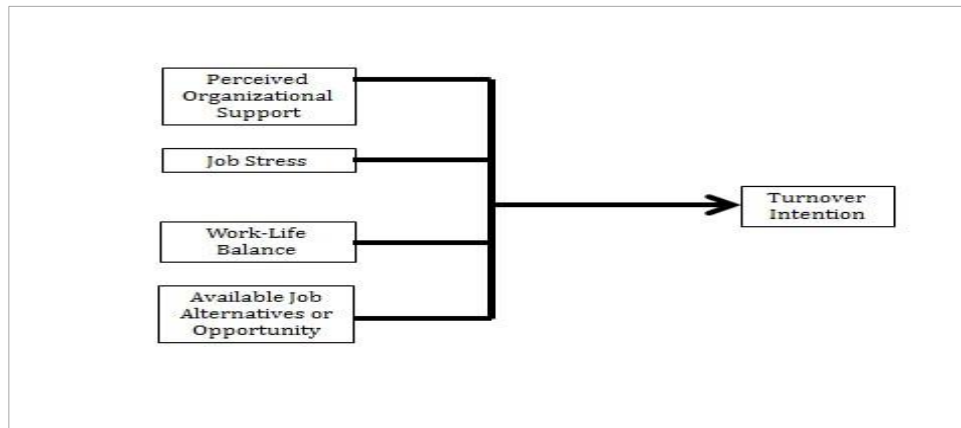 Perceived
Organizational
Support
Job Stress
Work-Life
Balance
Available Job
Alternatives or
Opportunity
Turnover
Intention